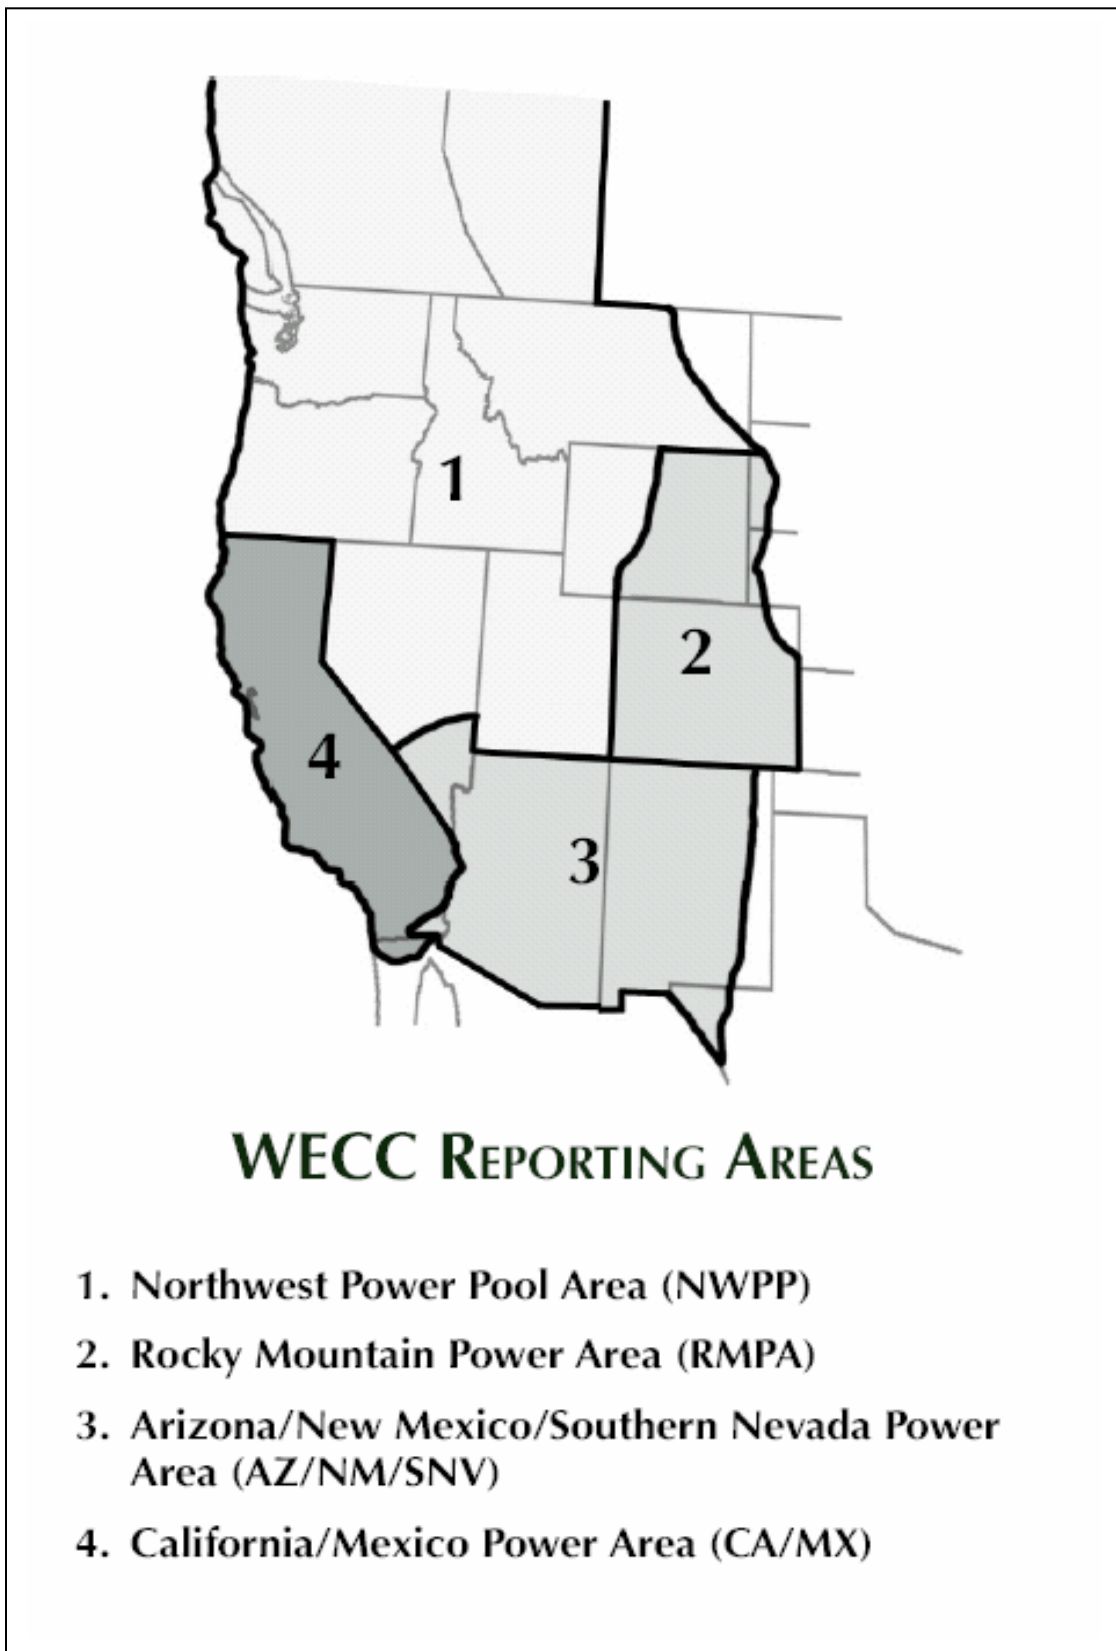 1
2
4
3
WECC REPORTING AREAS
1. Northwest Power Pool Area (NWPP)
2. Rocky Mountain Power Area (RMPA)
3. Arizona/New Mexico/Southern Nevada Power
Area (AZ/NM/SNV)
4. California/Mexico Power Area (CA/MX)